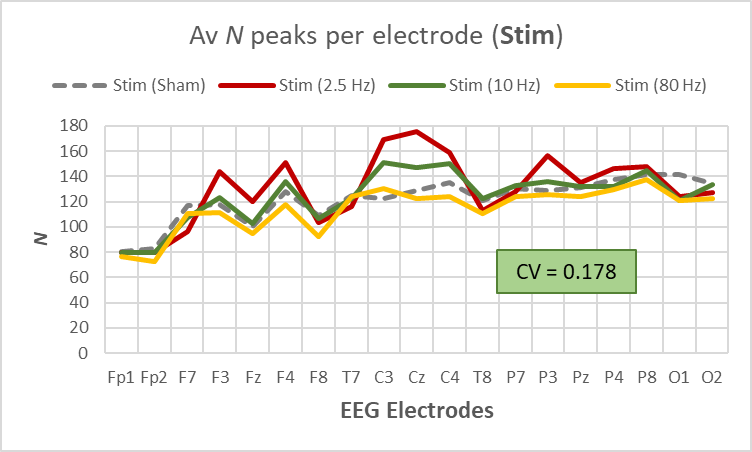 Av N peaks per electrode (Stim)
Stim (Sham) Stim (2.5 Hz) Stim (10 Hz) Stim (80 Hz)
180
160
140
120
100
80
60
40
20
0
N
CV = 0.178
Fp1 Fp2 F7 F3 Fz F4 F8 T7 C3 Cz C4 T8 P7 P3 Pz P4 P8 O1 O2
EEG Electrodes